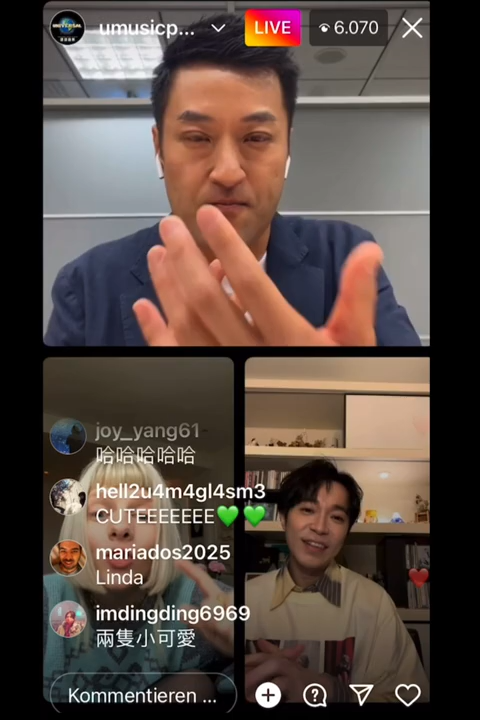 umusicp...
LIVE
6.070
joy_yang61
哈哈哈哈哈
hell2u4m4gl4sm3
CUTEEEEEEE💚💚
mariados2025
Linda
imdingding6969
兩隻小可愛
Kommentieren ...